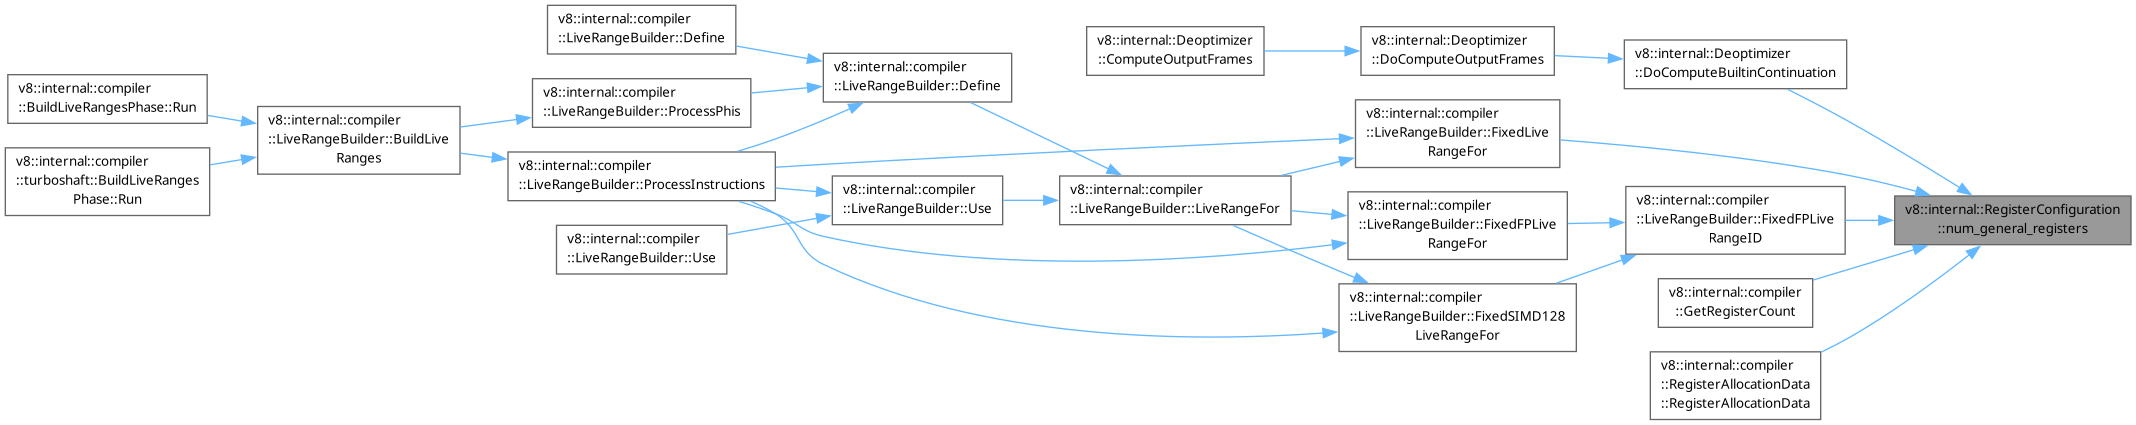 v8::internal::compiler
::BuildLiveRangesPhase::Run
v8::internal::compiler
::turboshaft::BuildLiveRanges
Phase::Run
v8::internal::compiler
::LiveRangeBuilder::BuildLive
Ranges
v8::internal::compiler
::LiveRangeBuilder::Define
v8::internal::compiler
::LiveRangeBuilder::ProcessPhis
v8::internal::compiler
::LiveRangeBuilder::ProcessInstructions
v8::internal::compiler
::LiveRangeBuilder::Use
v8::internal::compiler
::LiveRangeBuilder::Define
v8::internal::compiler
::LiveRangeBuilder::Use
v8::internal::Deoptimizer
::ComputeOutputFrames
v8::internal::compiler
::LiveRangeBuilder::LiveRangeFor
v8::internal::Deoptimizer
::DoComputeOutputFrames
v8::internal::compiler
::LiveRangeBuilder::FixedLive
RangeFor
v8::internal::compiler
::LiveRangeBuilder::FixedFPLive
RangeFor
v8::internal::compiler
::LiveRangeBuilder::FixedSIMD128
LiveRangeFor
v8::internal::Deoptimizer
::DoComputeBuiltinContinuation
v8::internal::compiler
::LiveRangeBuilder::FixedFPLive
RangeID
v8::internal::compiler
::GetRegisterCount
v8::internal::compiler
::RegisterAllocationData
::RegisterAllocationData
v8::internal::RegisterConfiguration
::num_general_registers